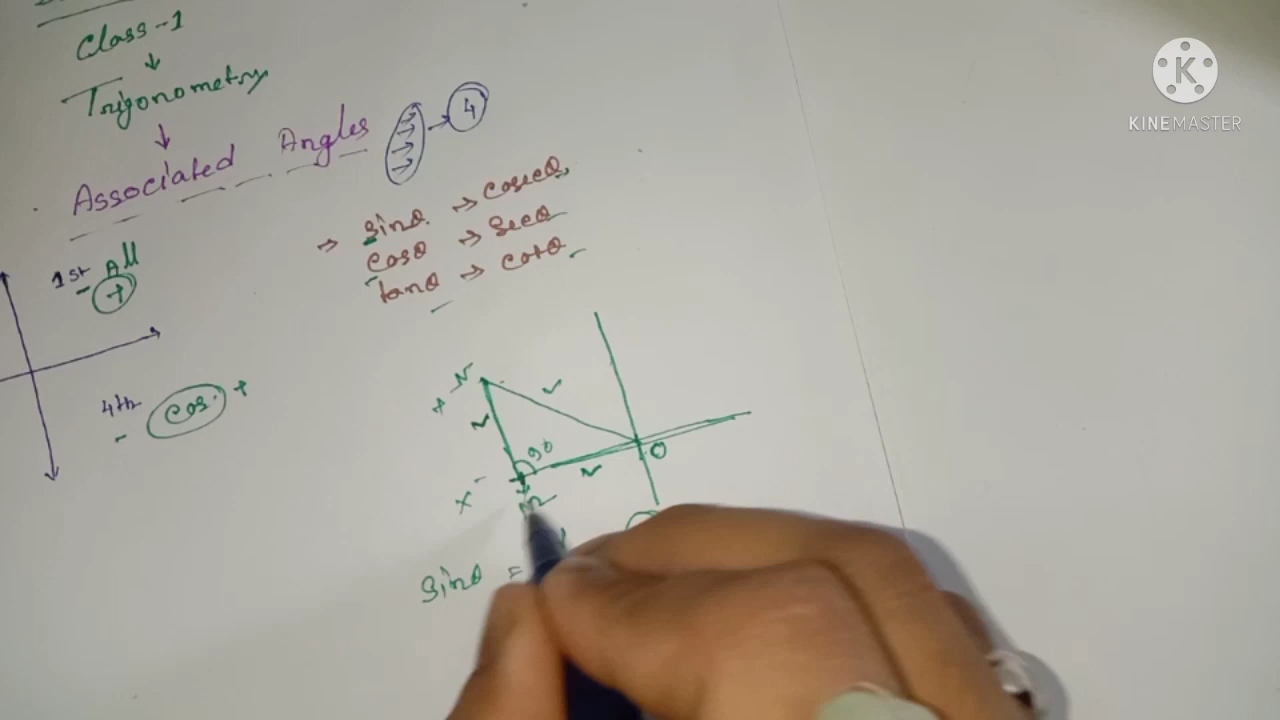 Class-1
↓
Trigonometry
↓
Associated Angles → 4
1st All
+
→ sinθ → cosecθ
cosθ → secθ
tanθ → cotθ
4th cos. +
N
+
90
O
X -
sinθ =
KINEMASTER